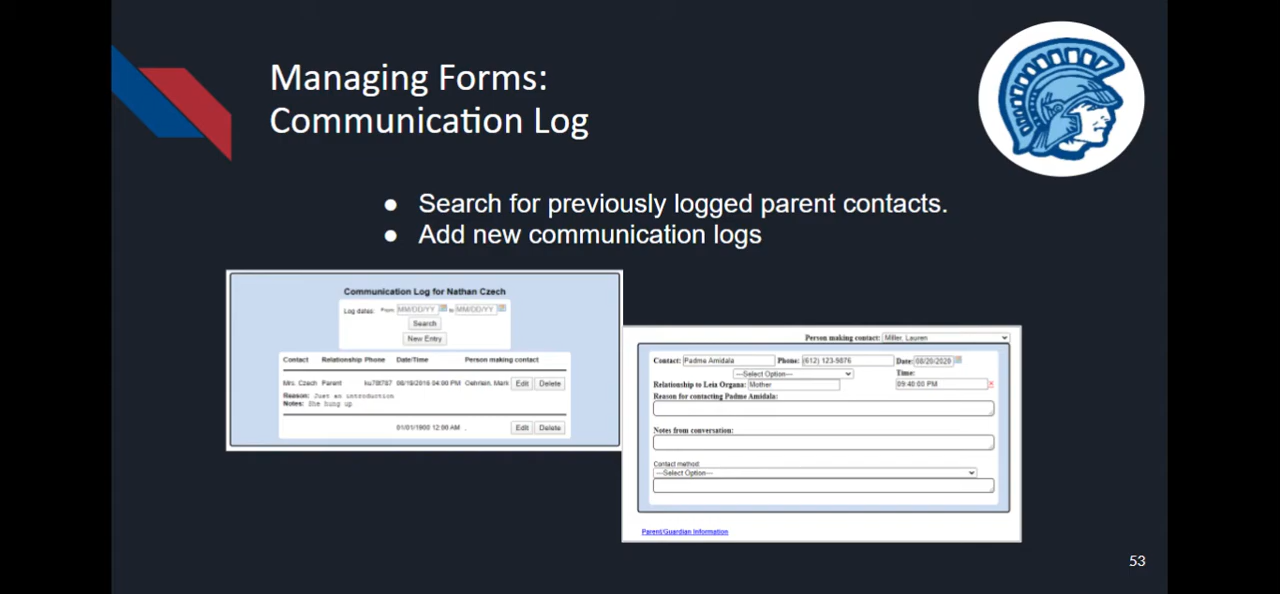 Managing Forms:
Communication Log
● Search for previously logged parent contacts.
● Add new communication logs
Communication Log for Nathan Czech
Log dates: From: MM/DD/YY to MM/DD/YY
Search
New Entry
Contact Relationship Phone Date/Time Person making contact
Mrs. Czech Parent 08/19/2016 04:00 PM Mark Edit Delete
Reason: Just an introduction
Notes: She hung up
01/01/1900 12:00 AM . Edit Delete
Person making contact: Miller, Lauren
Contact: Padme Amidala Phone: (612) 123-9876 Date: 08/20/2020
---Select Option--- Time:
Relationship to Leia Organa: Mother 09:40:00 PM
Reason for contacting Padme Amidala:
Notes from conversation:
Contact method:
---Select Option---
Parent/Guardian Information
53